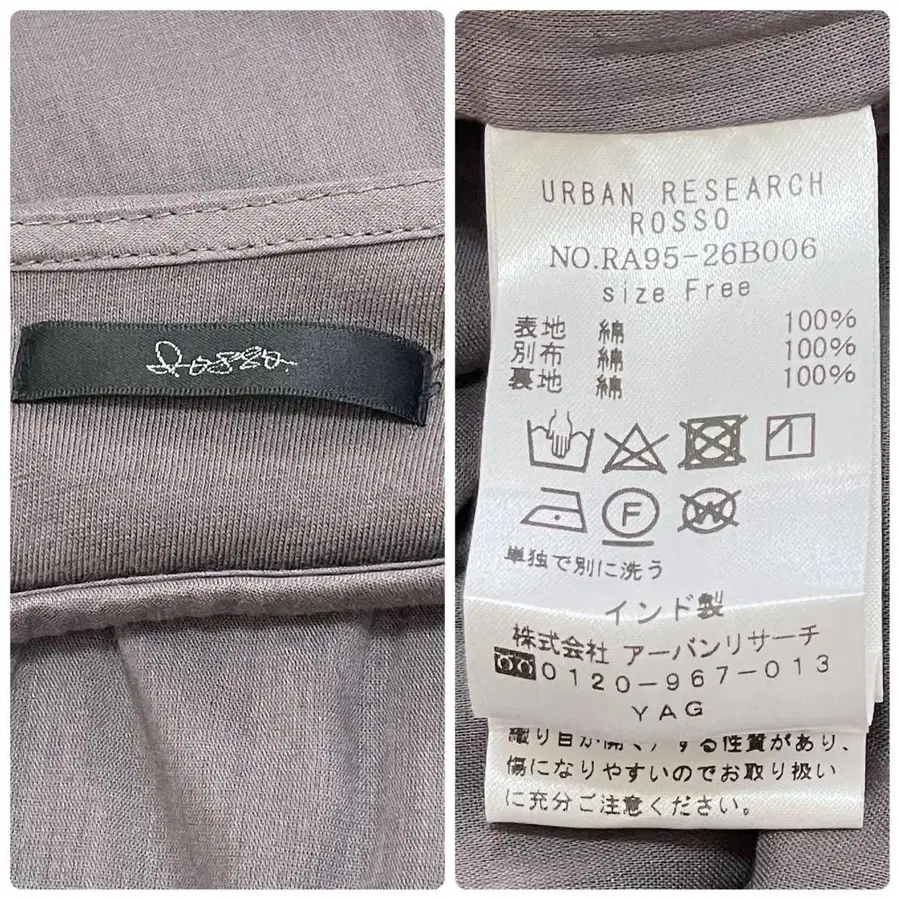 Rosso.
URBAN RESEARCH
ROSSO
NO.RA95-26B006
size Free
表地 綿 100%
別布 綿 100%
裏地 綿 100%
F
W
単独で別に洗う
インド製
株式会社 アーバンリサーチ
0120-967-013
YAG
する性質があり、
傷になりやすいのでお取り扱い
に充分ご注意ください。